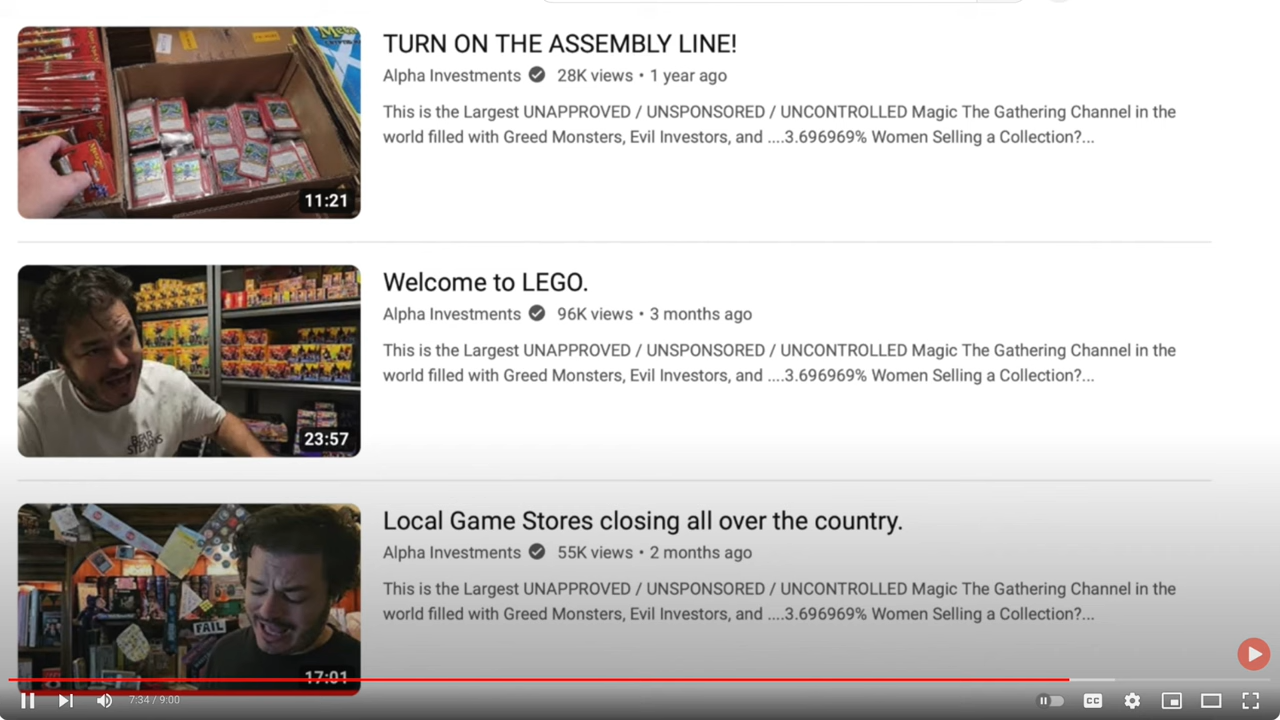 TURN ON THE ASSEMBLY LINE!
Alpha Investments 28K views • 1 year ago
This is the Largest UNAPPROVED / UNSPONSORED / UNCONTROLLED Magic The Gathering Channel in the
world filled with Greed Monsters, Evil Investors, and ....3.696969% Women Selling a Collection?...
11:21
Welcome to LEGO.
Alpha Investments 96K views • 3 months ago
This is the Largest UNAPPROVED / UNSPONSORED / UNCONTROLLED Magic The Gathering Channel in the
world filled with Greed Monsters, Evil Investors, and ....3.696969% Women Selling a Collection?...
BEAR
STEARNS
23:57
Local Game Stores closing all over the country.
Alpha Investments 55K views • 2 months ago
This is the Largest UNAPPROVED / UNSPONSORED / UNCONTROLLED Magic The Gathering Channel in the
world filled with Greed Monsters, Evil Investors, and ....3.696969% Women Selling a Collection?...
FAIL
17:01
7:34 / 9:00
CC